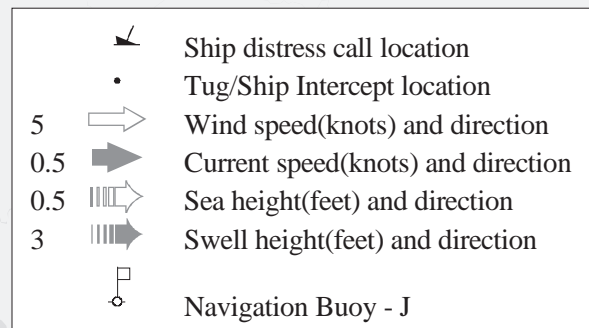 Ship distress call location
Tug/Ship Intercept location
5 Wind speed(knots) and direction
0.5 Current speed(knots) and direction
0.5 Sea height(feet) and direction
3 Swell height(feet) and direction
Navigation Buoy - J